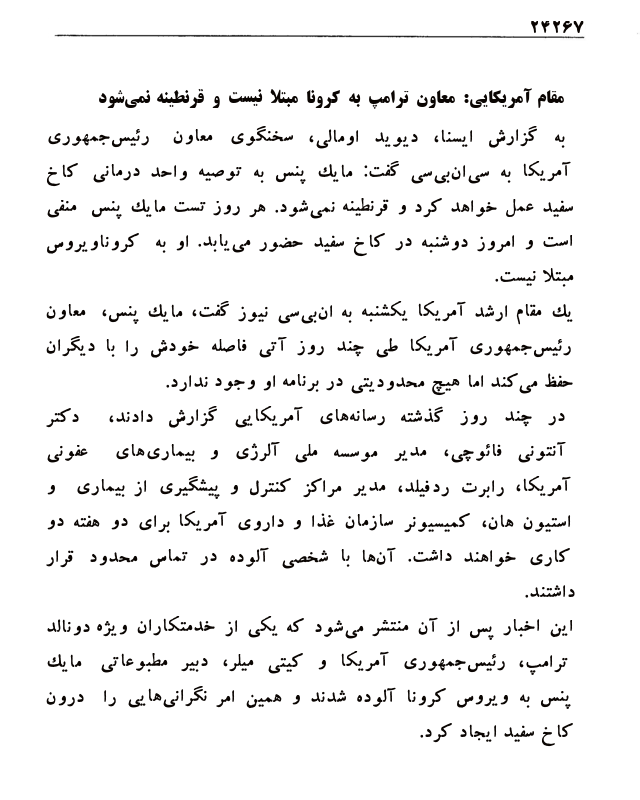 ۲۴۲۶۷
مقام آمریکایی: معاون ترامپ به کرونا مبتلا نیست و قرنطینه نمی‌شود
به گزارش ایسنا، دیوید اومالی، سخنگوی معاون رئیس‌جمهوری
آمریکا به سی‌ان‌بی‌سی گفت: مایك پنس به توصیه واحد درمانی کاخ
سفید عمل خواهد کرد و قرنطینه نمی‌شود. هر روز تست مایك پنس منفی
است و امروز دوشنبه در کاخ سفید حضور می‌یابد. او به کروناویروس
مبتلا نیست.
یك مقام ارشد آمریکا یکشنبه به ان‌بی‌سی نیوز گفت، مایك پنس، معاون
رئیس‌جمهوری آمریکا طی چند روز آتی فاصله خودش را با دیگران
حفظ می‌کند اما هیچ محدودیتی در برنامه او وجود ندارد.
در چند روز گذشته رسانه‌های آمریکایی گزارش دادند، دکتر
آنتونی فائوچی، مدیر موسسه ملی آلرژی و بیماری‌های عفونی
آمریکا، رابرت ردفیلد، مدیر مراکز کنترل و پیشگیری از بیماری و
استیون هان، کمیسیونر سازمان غذا و داروی آمریکا برای دو هفته دو
کاری خواهند داشت. آن‌ها با شخصی آلوده در تماس محدود قرار
داشتند.
این اخبار پس از آن منتشر می‌شود که یکی از خدمتکاران ویژه دونالد
ترامپ، رئیس‌جمهوری آمریکا و کیتی میلر، دبیر مطبوعاتی مایك
پنس به ویروس کرونا آلوده شدند و همین امر نگرانی‌هایی را درون
کاخ سفید ایجاد کرد.